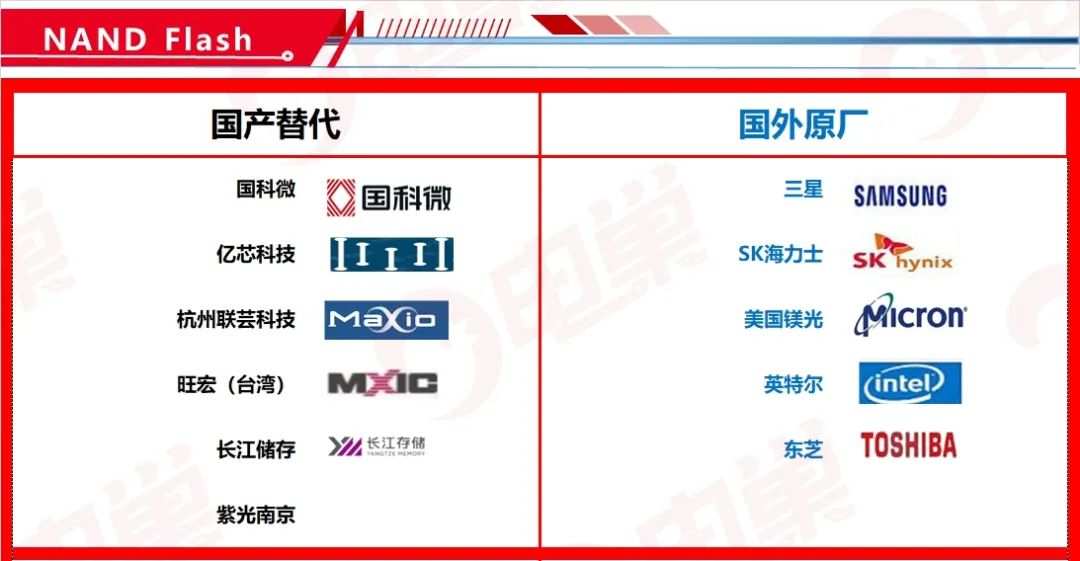 NAND Flash
国产替代
国外原厂
国科微 国科微
亿芯科技
杭州联芸科技 Maxio
旺宏（台湾） MXIC
长江储存 长江存储
YANGTZE MEMORY
紫光南京
三星 SAMSUNG
SK海力士 SK hynix
美国镁光 Micron
英特尔 intel
东芝 TOSHIBA
电巢